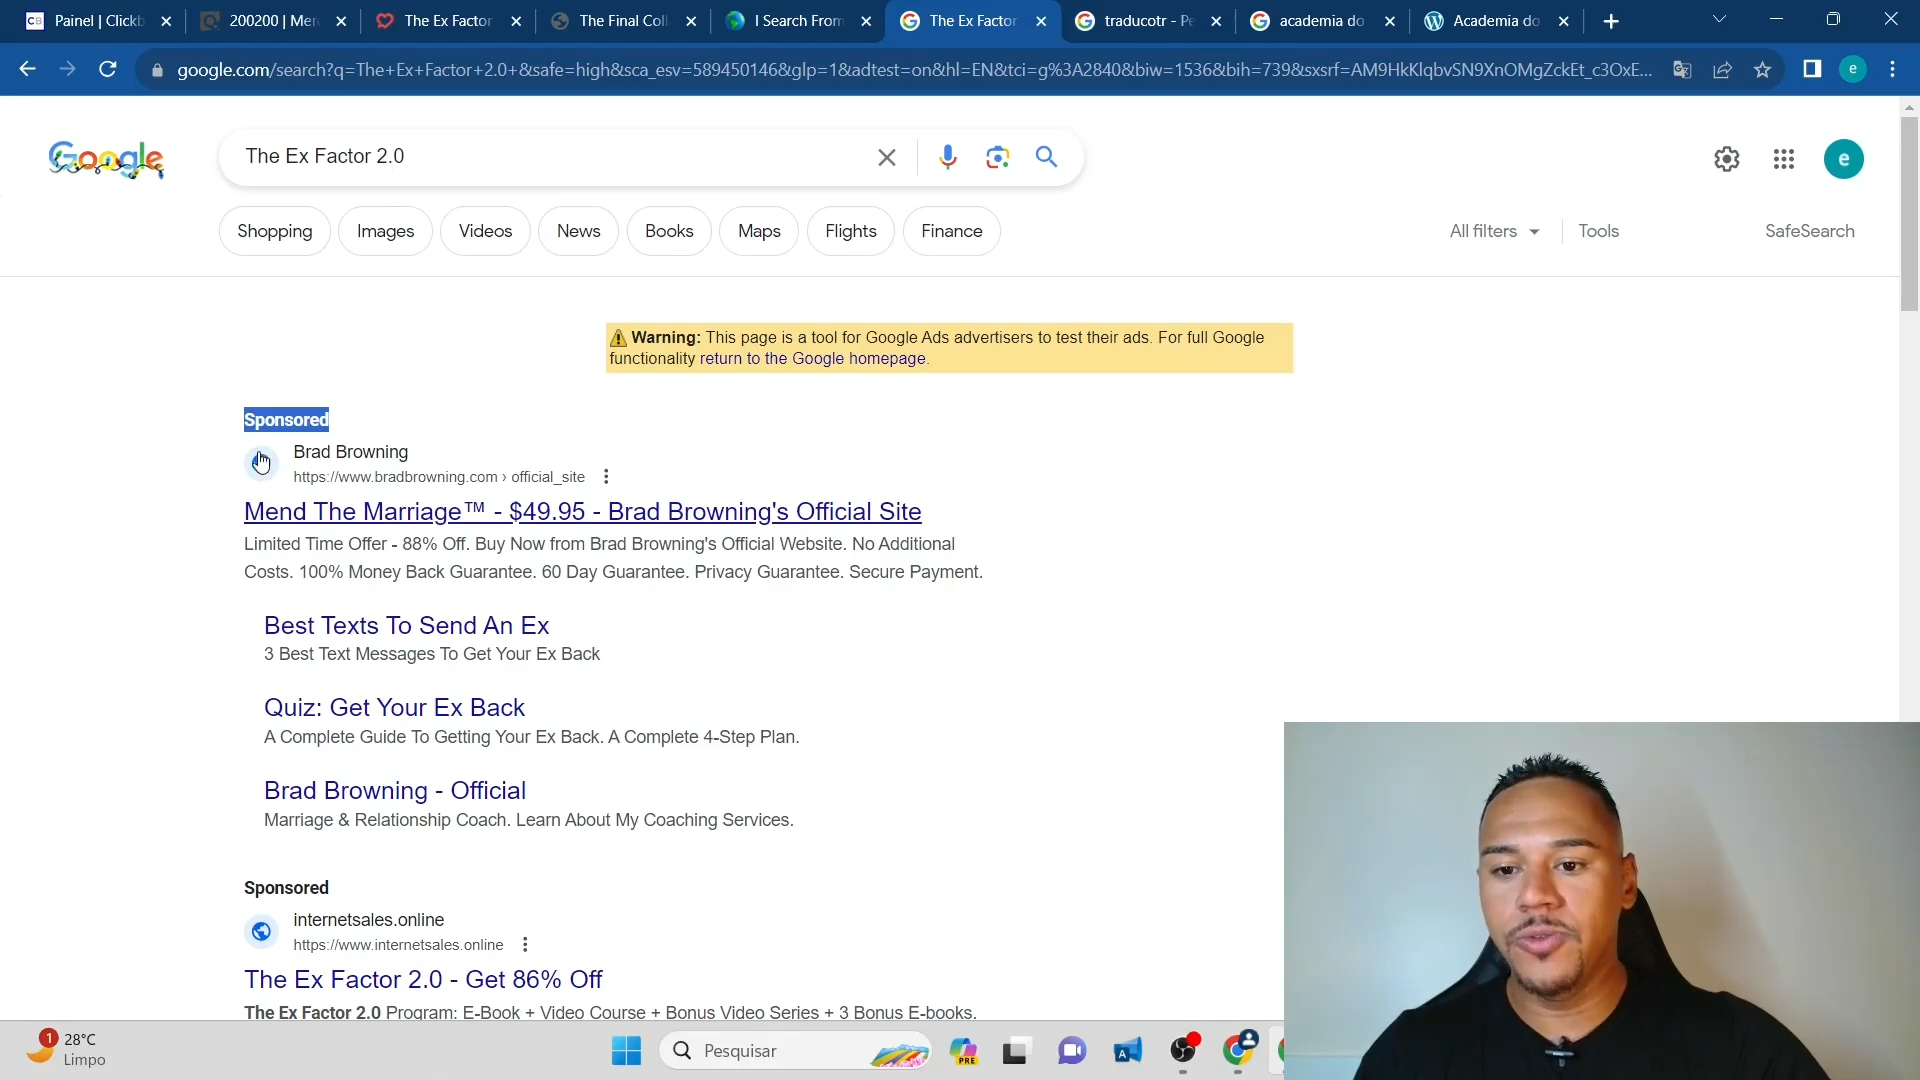 Painel | Clickb
200200 | Mer
The Ex Factor
The Final Coll
I Search From
The Ex Factor
traducotr - Pe
academia do
Academia do
google.com/search?q=The+Ex+Factor+2.0+&safe=high&sca_esv=589450146&glp=1&adtest=on&hl=EN&tci=g%3A2840&biw=1536&bih=739&sxsrf=AM9HkKlqbvSN9XnOMgZckEt_c3OxE...
e
Google
The Ex Factor 2.0
e
Shopping
Images
Videos
News
Books
Maps
Flights
Finance
All filters
Tools
SafeSearch
Warning: This page is a tool for Google Ads advertisers to test their ads. For full Google
functionality return to the Google homepage.
Sponsored
Brad Browning
https://www.bradbrowning.com › official_site
Mend The Marriage™ - $49.95 - Brad Browning's Official Site
Limited Time Offer - 88% Off. Buy Now from Brad Browning's Official Website. No Additional
Costs. 100% Money Back Guarantee. 60 Day Guarantee. Privacy Guarantee. Secure Payment.
Best Texts To Send An Ex
3 Best Text Messages To Get Your Ex Back
Quiz: Get Your Ex Back
A Complete Guide To Getting Your Ex Back. A Complete 4-Step Plan.
Brad Browning - Official
Marriage & Relationship Coach. Learn About My Coaching Services.
Sponsored
internetsales.online
https://www.internetsales.online
The Ex Factor 2.0 - Get 86% Off
The Ex Factor 2.0 Program: E-Book + Video Course + Bonus Video Series + 3 Bonus E-books.
1
28°C
Limpo
Pesquisar
PRE
A